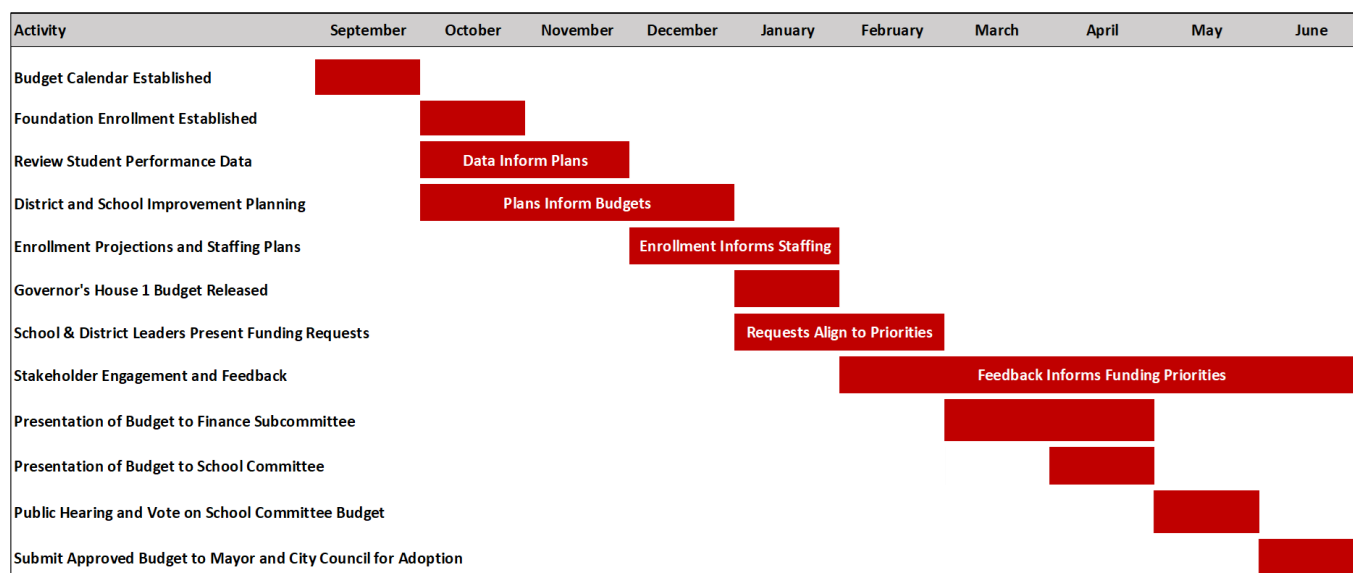 Activity September October November December January February March April May June
Budget Calendar Established
Foundation Enrollment Established
Review Student Performance Data Data Inform Plans
District and School Improvement Planning Plans Inform Budgets
Enrollment Projections and Staffing Plans Enrollment Informs Staffing
Governor's House 1 Budget Released
School & District Leaders Present Funding Requests Requests Align to Priorities
Stakeholder Engagement and Feedback Feedback Informs Funding Priorities
Presentation of Budget to Finance Subcommittee
Presentation of Budget to School Committee
Public Hearing and Vote on School Committee Budget
Submit Approved Budget to Mayor and City Council for Adoption